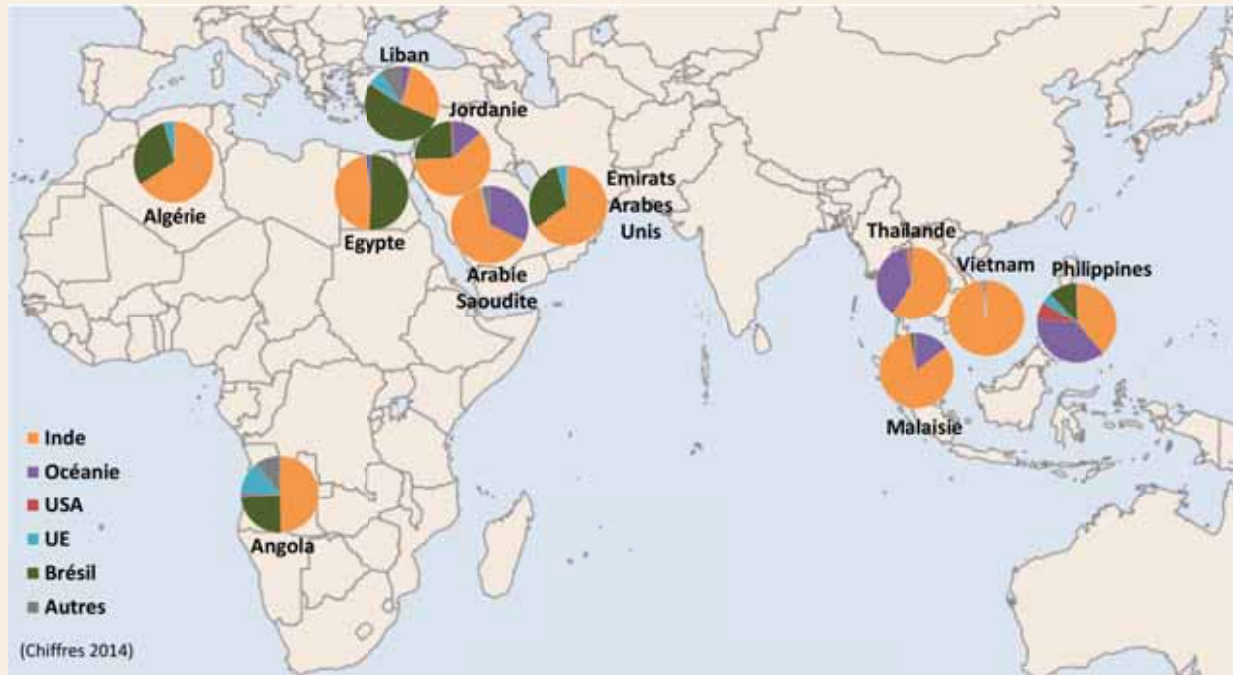 Liban
Jordanie
Algérie
Egypte
Arabie
Saoudite
Emirats
Arabes
Unis
Thaïlande
Vietnam
Philippines
Malaisie
Angola
Inde
Océanie
USA
UE
Brésil
Autres
(Chiffres 2014)